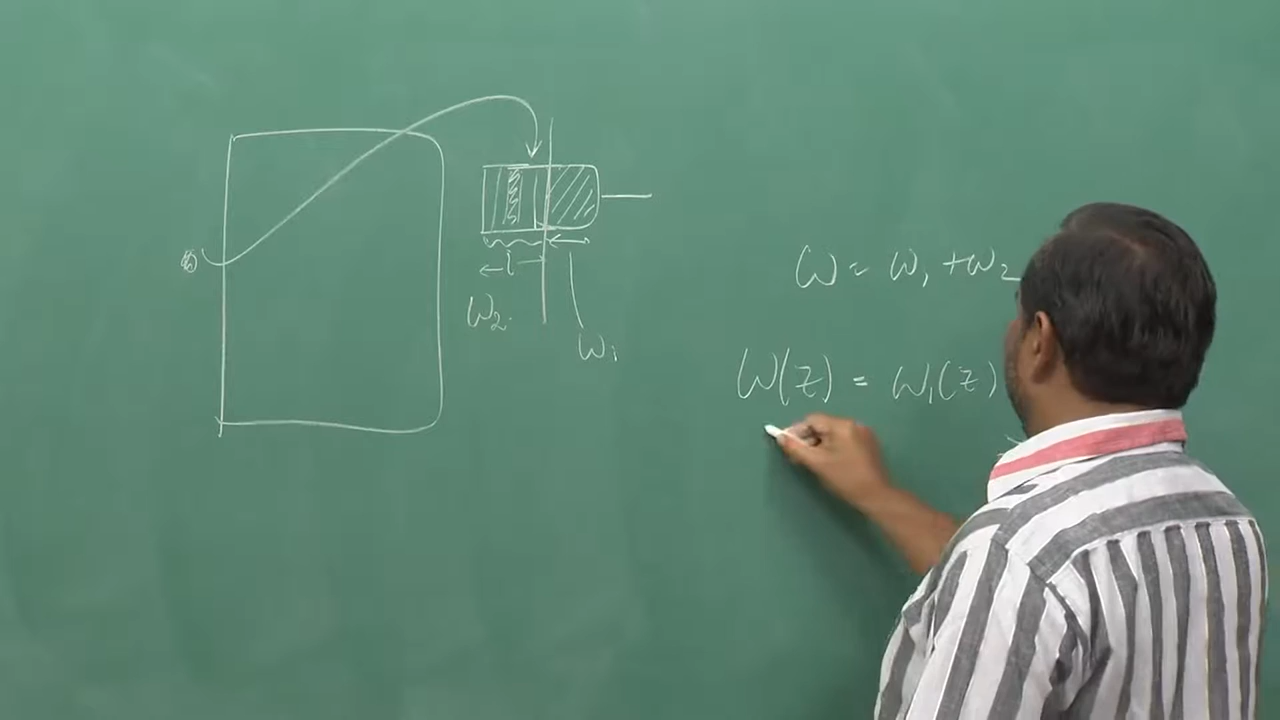 l
ω₂
ω₁
ω = ω₁ + ω₂
ω(z) = ω₁(z)